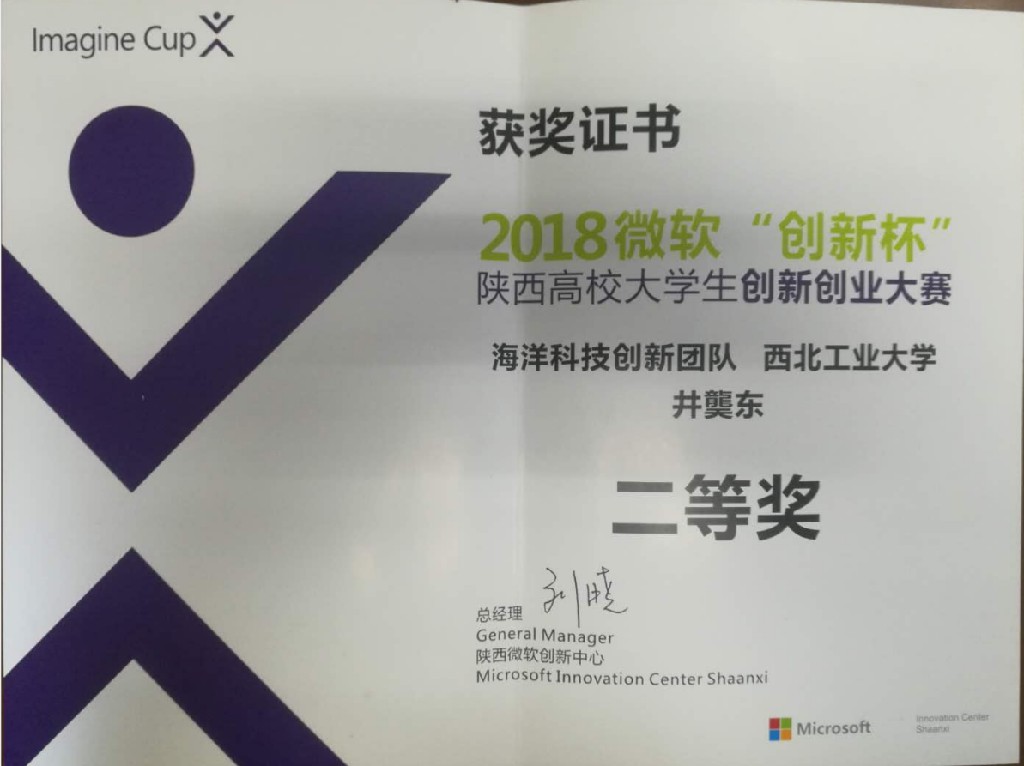 Imagine Cup
获奖证书
2018微软“创新杯”
陕西高校大学生创新创业大赛
海洋科技创新团队 西北工业大学
井龑东
二等奖
刘晓
总经理
General Manager
陕西微软创新中心
Microsoft Innovation Center Shaanxi
Microsoft
Innovation Center
Shaanxi